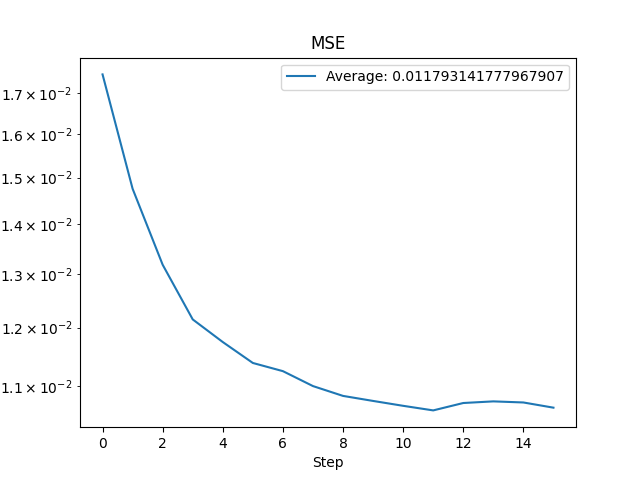 MSE
Average: 0.011793141777967907
1.7 × 10⁻²
1.6 × 10⁻²
1.5 × 10⁻²
1.4 × 10⁻²
1.3 × 10⁻²
1.2 × 10⁻²
1.1 × 10⁻²
0 2 4 6 8 10 12 14
Step